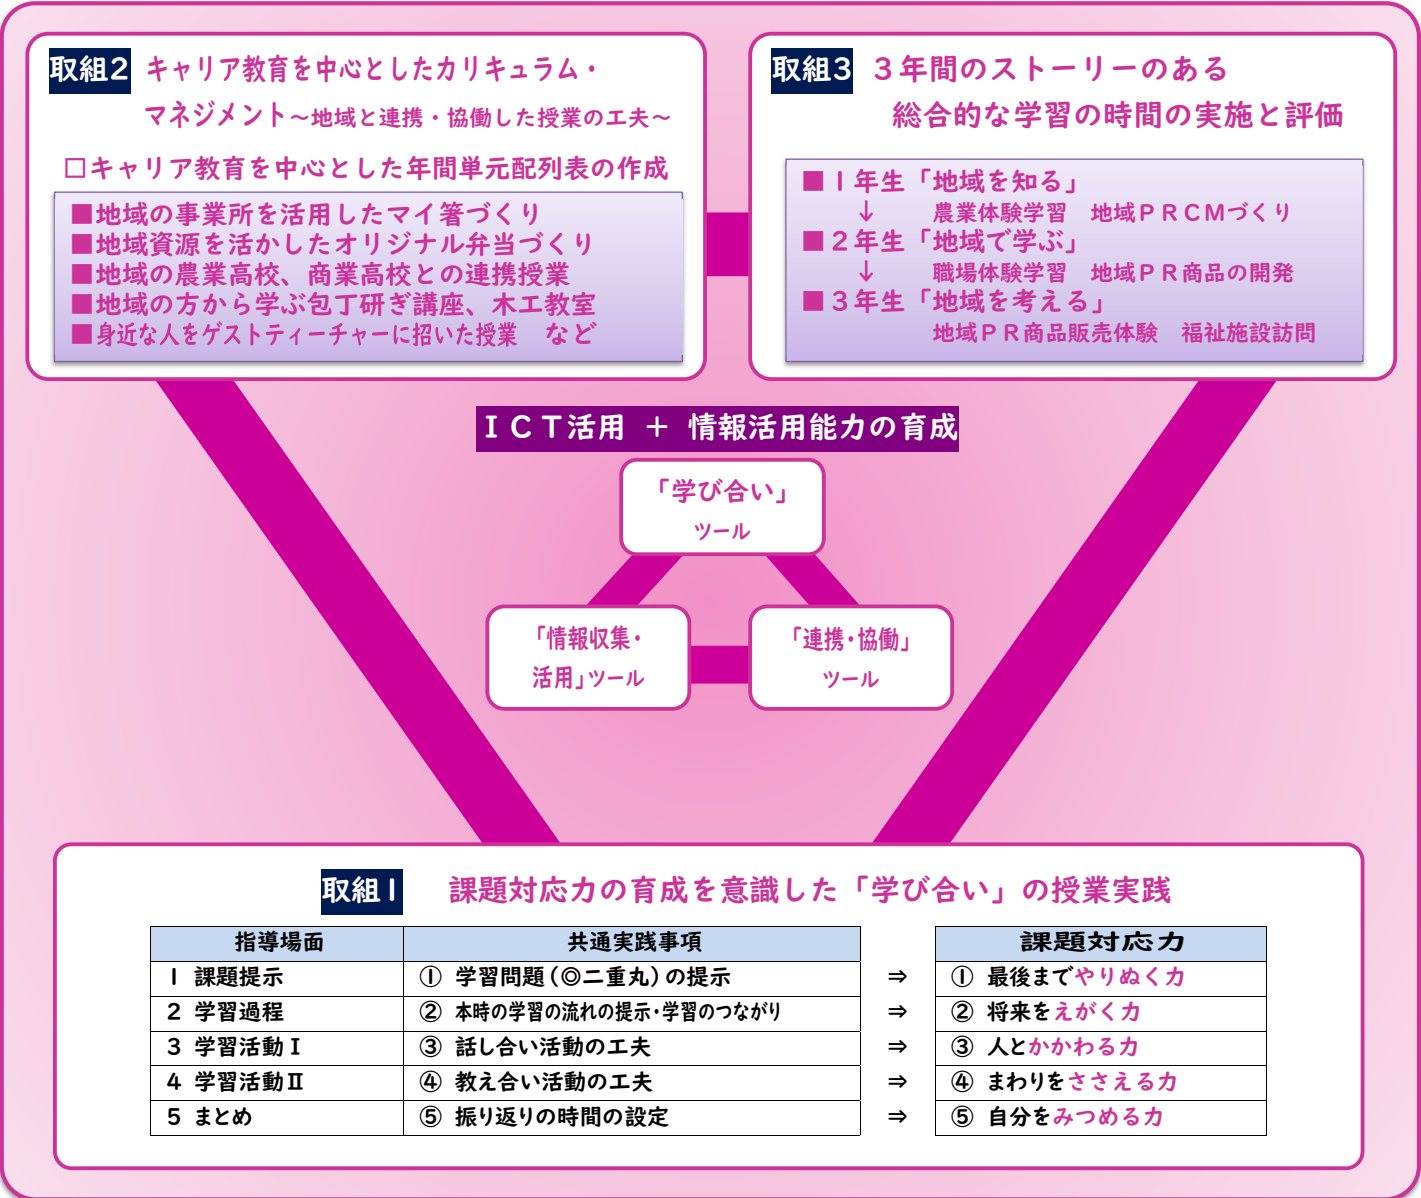 取組2 キャリア教育を中心としたカリキュラム・
マネジメント～地域と連携・協働した授業の工夫～
□キャリア教育を中心とした年間単元配列表の作成
■地域の事業所を活用したマイ箸づくり
■地域資源を活かしたオリジナル弁当づくり
■地域の農業高校、商業高校との連携授業
■地域の方から学ぶ包丁研ぎ講座、木工教室
■身近な人をゲストティーチャーに招いた授業 など
取組3 ３年間のストーリーのある
総合的な学習の時間の実施と評価
■１年生「地域を知る」
↓ 農業体験学習 地域ＰＲＣＭづくり
■２年生「地域で学ぶ」
↓ 職場体験学習 地域ＰＲ商品の開発
■３年生「地域を考える」
地域ＰＲ商品販売体験 福祉施設訪問
ＩＣＴ活用 ＋ 情報活用能力の育成
「学び合い」
ツール
「情報収集・
活用」ツール
「連携・協働」
ツール
取組1 課題対応力の育成を意識した「学び合い」の授業実践
指導場面 共通実践事項 課題対応力
1 課題提示 ① 学習問題（◎二重丸）の提示 ⇒ ① 最後までやりぬく力
2 学習過程 ② 本時の学習の流れの提示・学習のつながり ⇒ ② 将来をえがく力
3 学習活動Ⅰ ③ 話し合い活動の工夫 ⇒ ③ 人とかかわる力
4 学習活動Ⅱ ④ 教え合い活動の工夫 ⇒ ④ まわりをささえる力
5 まとめ ⑤ 振り返りの時間の設定 ⇒ ⑤ 自分をみつめる力